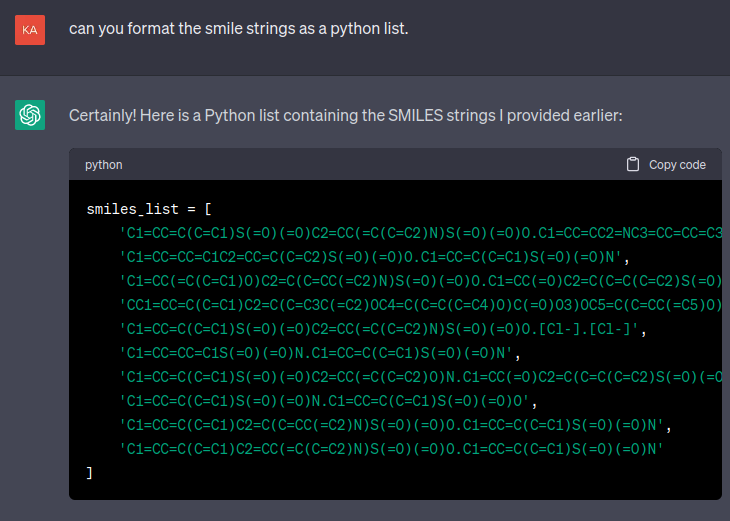 KA
can you format the smile strings as a python list.
Certainly! Here is a Python list containing the SMILES strings I provided earlier:
python
Copy code
smiles_list = [
'C1=CC=C(C=C1)S(=O)(=O)C2=CC(=C(C=C2)N)S(=O)(=O)O.C1=CC=CC2=NC3=CC=CC=C3
'C1=CC=CC=C1C2=CC=C(C=C2)S(=O)(=O)O.C1=CC=C(C=C1)S(=O)(=O)N',
'C1=CC(=C(C=C1)O)C2=C(C=CC(=C2)N)S(=O)(=O)O.C1=CC(=O)C2=C(C=C(C=C2)S(=O)
'CC1=CC=C(C=C1)C2=C(C=C3C(=C2)OC4=C(C=C(C=C4)O)C(=O)O3)OC5=C(C=CC(=C5)O)
'C1=CC=C(C=C1)S(=O)(=O)C2=CC(=C(C=C2)N)S(=O)(=O)O.[Cl-].[Cl-]',
'C1=CC=CC=C1S(=O)(=O)N.C1=CC=C(C=C1)S(=O)(=O)N',
'C1=CC=C(C=C1)S(=O)(=O)C2=CC(=C(C=C2)O)N.C1=CC(=O)C2=C(C=C(C=C2)S(=O)(=O
'C1=CC=C(C=C1)S(=O)(=O)N.C1=CC=C(C=C1)S(=O)(=O)O',
'C1=CC=C(C=C1)C2=C(C=CC(=C2)N)S(=O)(=O)O.C1=CC=C(C=C1)S(=O)(=O)N',
'C1=CC=C(C=C1)C2=CC(=C(C=C2)N)S(=O)(=O)O.C1=CC=C(C=C1)S(=O)(=O)N'
]